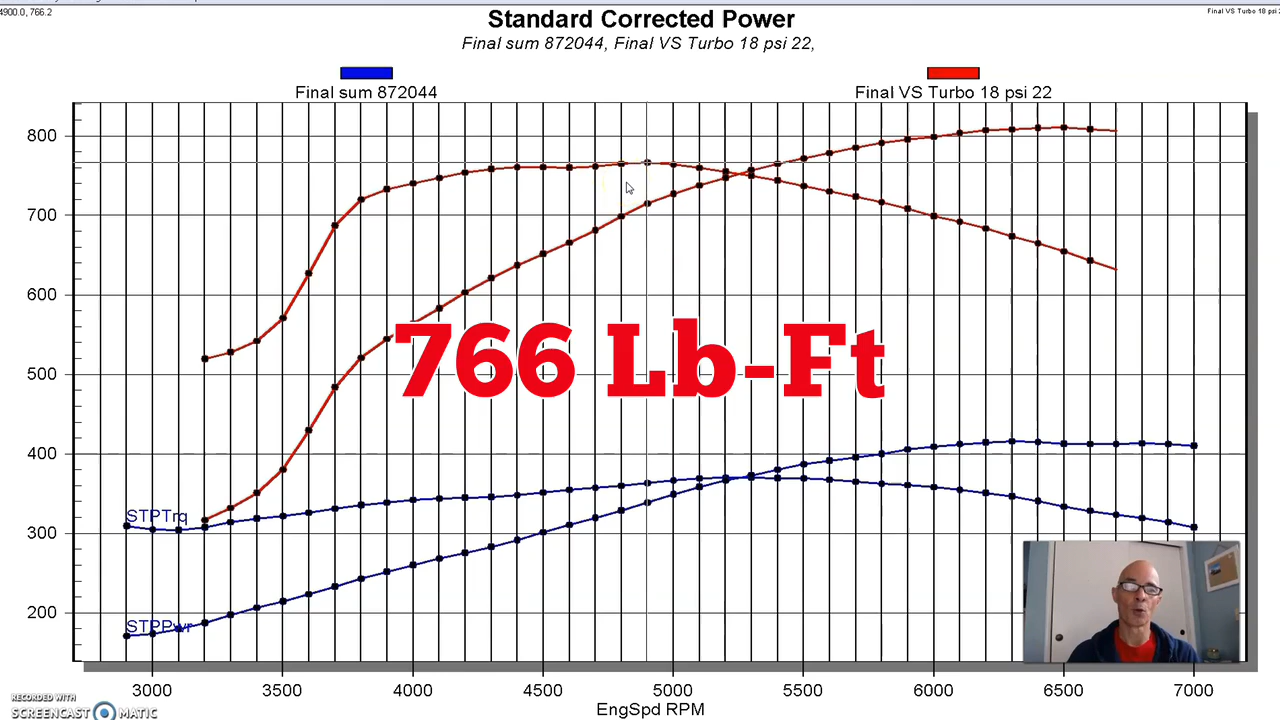 4900.0, 766.2
Final VS Turbo 18 psi 2
Standard Corrected Power
Final sum 872044, Final VS Turbo 18 psi 22,
Final sum 872044
Final VS Turbo 18 psi 22
800
700
600
500
400
300
200
766 Lb-Ft
STPTrq
STPPwr
3000 3500 4000 4500 5000 5500 6000 6500 7000
EngSpd RPM
RECORDED WITH
SCREENCAST MATIC